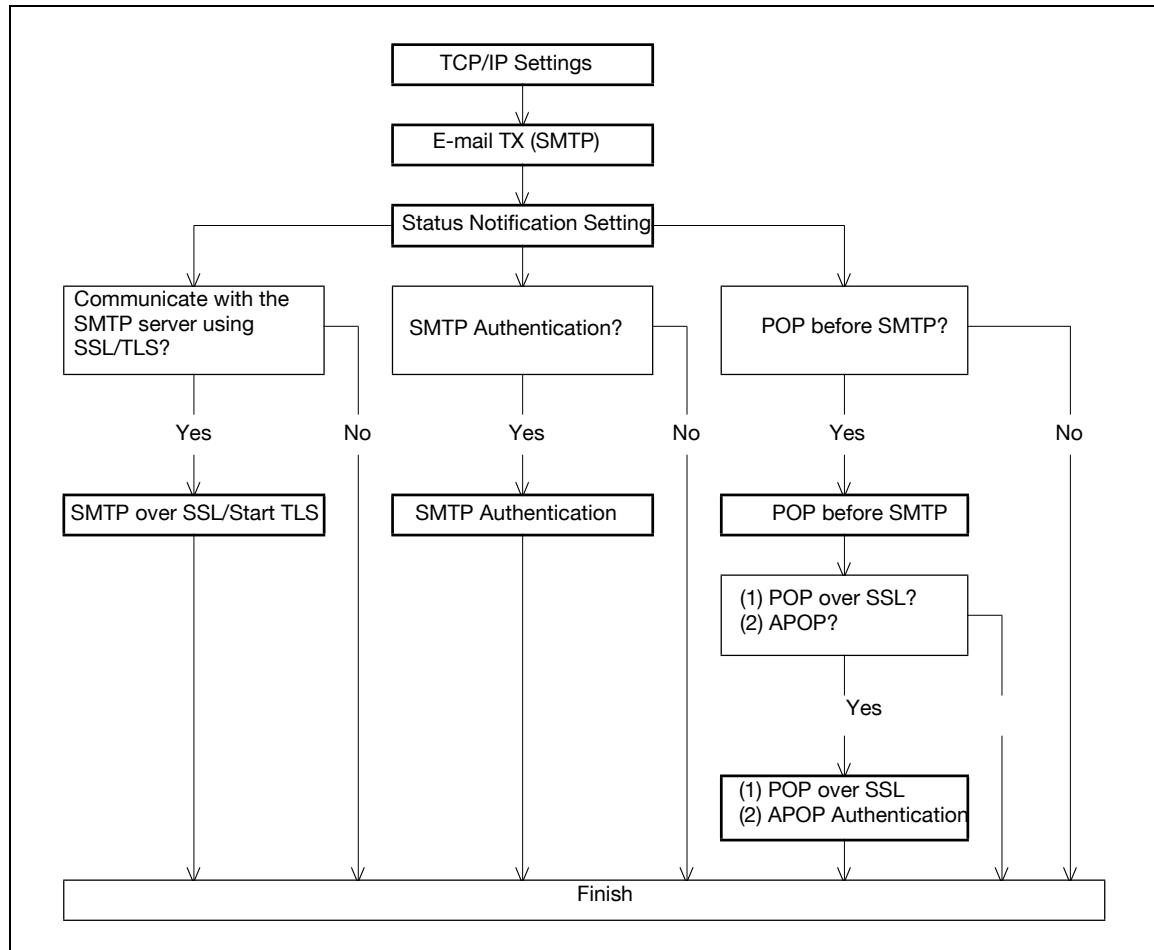 TCP/IP Settings
E-mail TX (SMTP)
Status Notification Setting
Communicate with the
SMTP server using
SSL/TLS?
SMTP Authentication?
POP before SMTP?
Yes
No
Yes
No
Yes
No
SMTP over SSL/Start TLS
SMTP Authentication
POP before SMTP
(1) POP over SSL?
(2) APOP?
Yes
(1) POP over SSL
(2) APOP Authentication
Finish